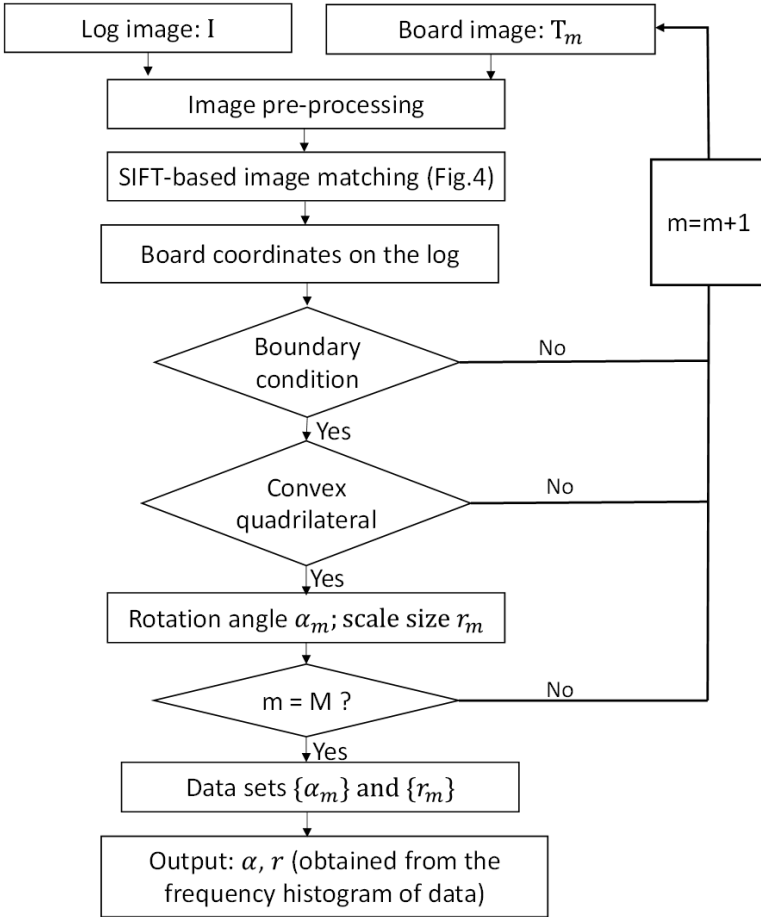 Log image: I
Board image: Tₘ
Image pre-processing
SIFT-based image matching (Fig.4)
m=m+1
Board coordinates on the log
Boundary
condition
No
Yes
Convex
quadrilateral
No
Yes
Rotation angle αₘ; scale size rₘ
m = M ?
No
Yes
Data sets {αₘ} and {rₘ}
Output: α, r (obtained from the
frequency histogram of data)